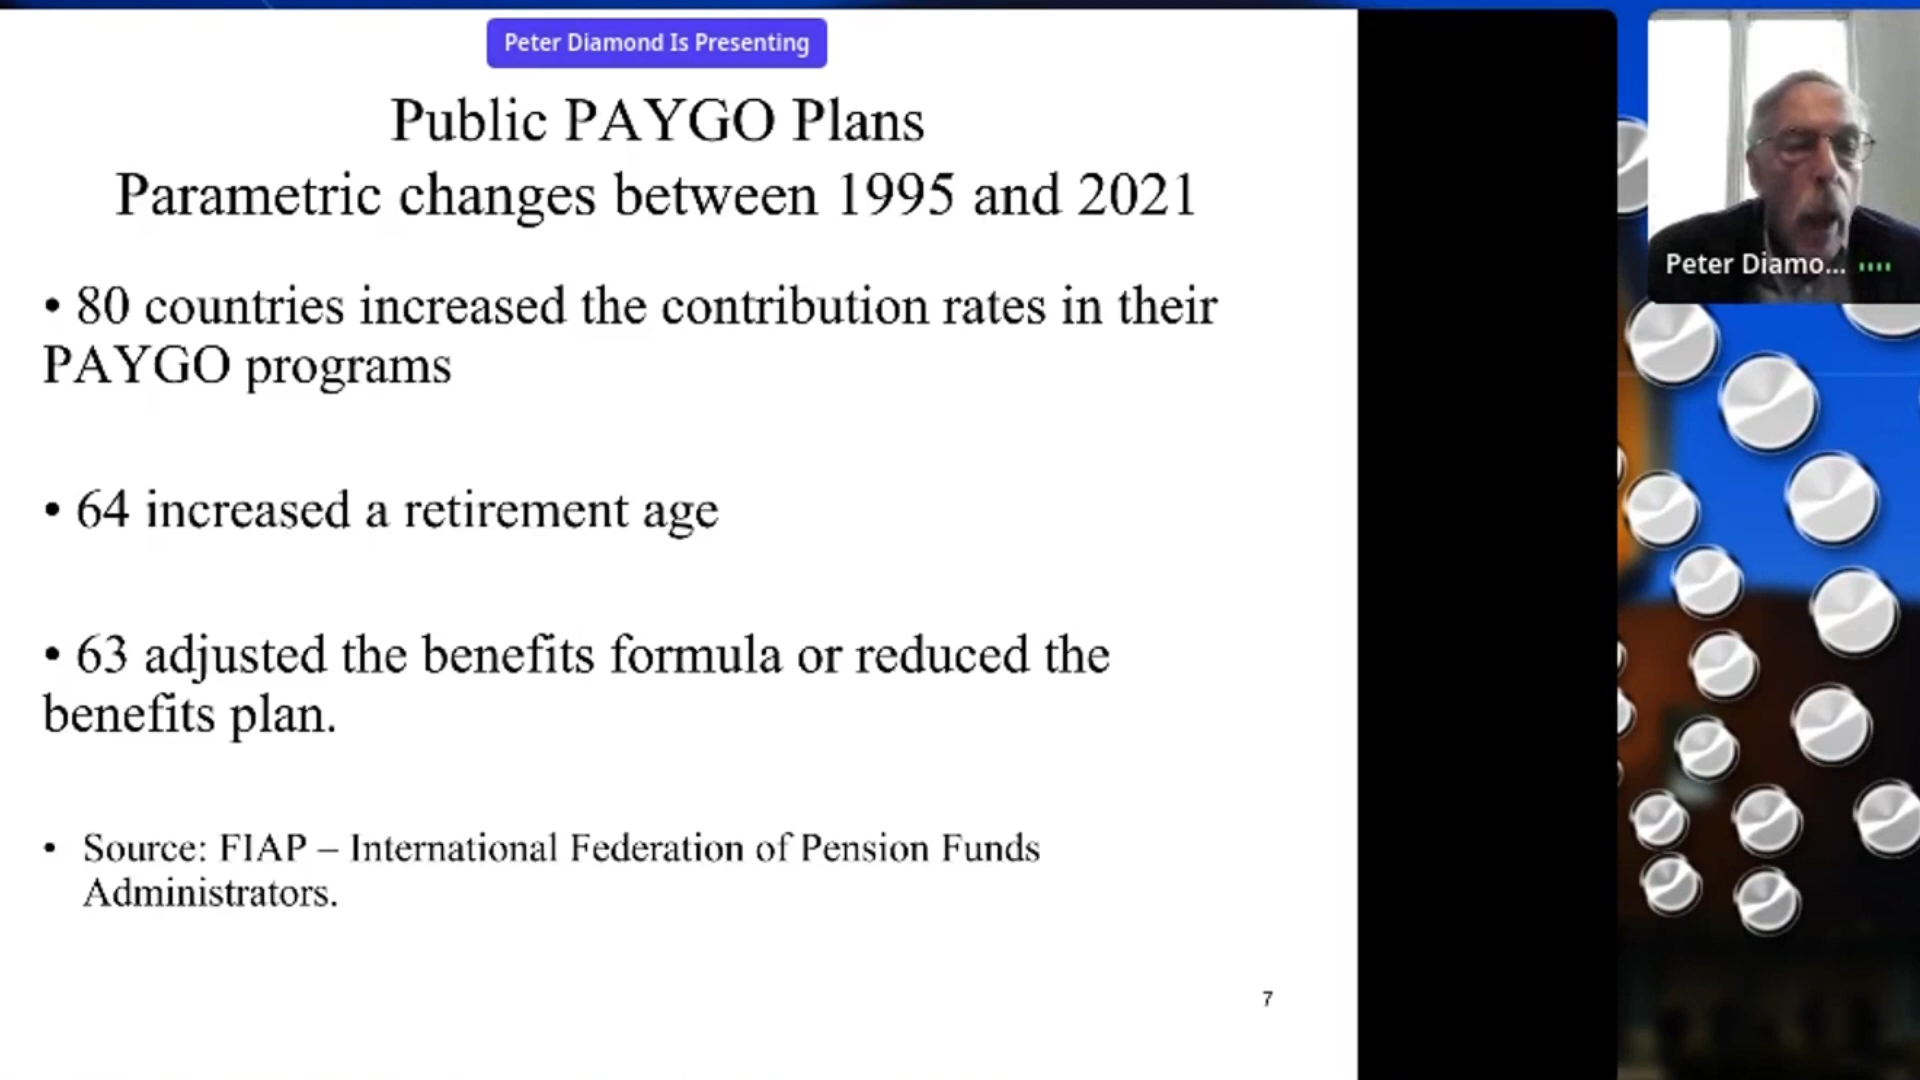 Peter Diamond Is Presenting
Public PAYGO Plans
Parametric changes between 1995 and 2021
• 80 countries increased the contribution rates in their
PAYGO programs
• 64 increased a retirement age
• 63 adjusted the benefits formula or reduced the
benefits plan.
• Source: FIAP – International Federation of Pension Funds
Administrators.
7
Peter Diamo...